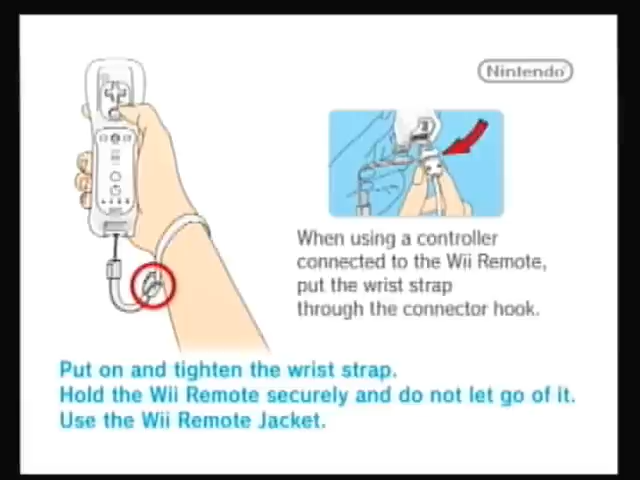 Nintendo
When using a controller
connected to the Wii Remote,
put the wrist strap
through the connector hook.
Put on and tighten the wrist strap.
Hold the Wii Remote securely and do not let go of it.
Use the Wii Remote Jacket.